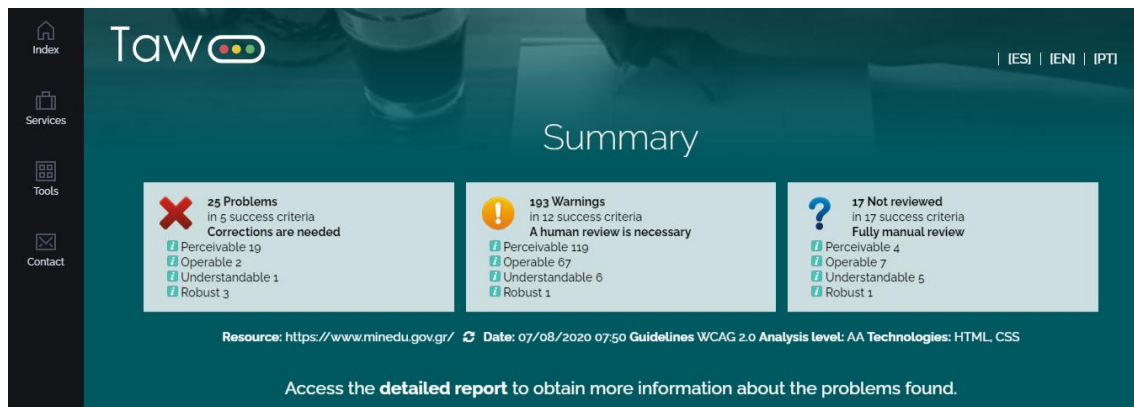 Index
Services
Tools
Contact
Taw
| [ES] | [EN] | [PT]
Summary
25 Problems
in 5 success criteria
Corrections are needed
i Perceivable 19
i Operable 2
i Understandable 1
i Robust 3
193 Warnings
in 12 success criteria
A human review is necessary
i Perceivable 119
i Operable 67
i Understandable 6
i Robust 1
17 Not reviewed
in 17 success criteria
Fully manual review
i Perceivable 4
i Operable 7
i Understandable 5
i Robust 1
Resource: https://www.minedu.gov.gr/ Date: 07/08/2020 07:50 Guidelines WCAG 2.0 Analysis level: AA Technologies: HTML, CSS
Access the detailed report to obtain more information about the problems found.